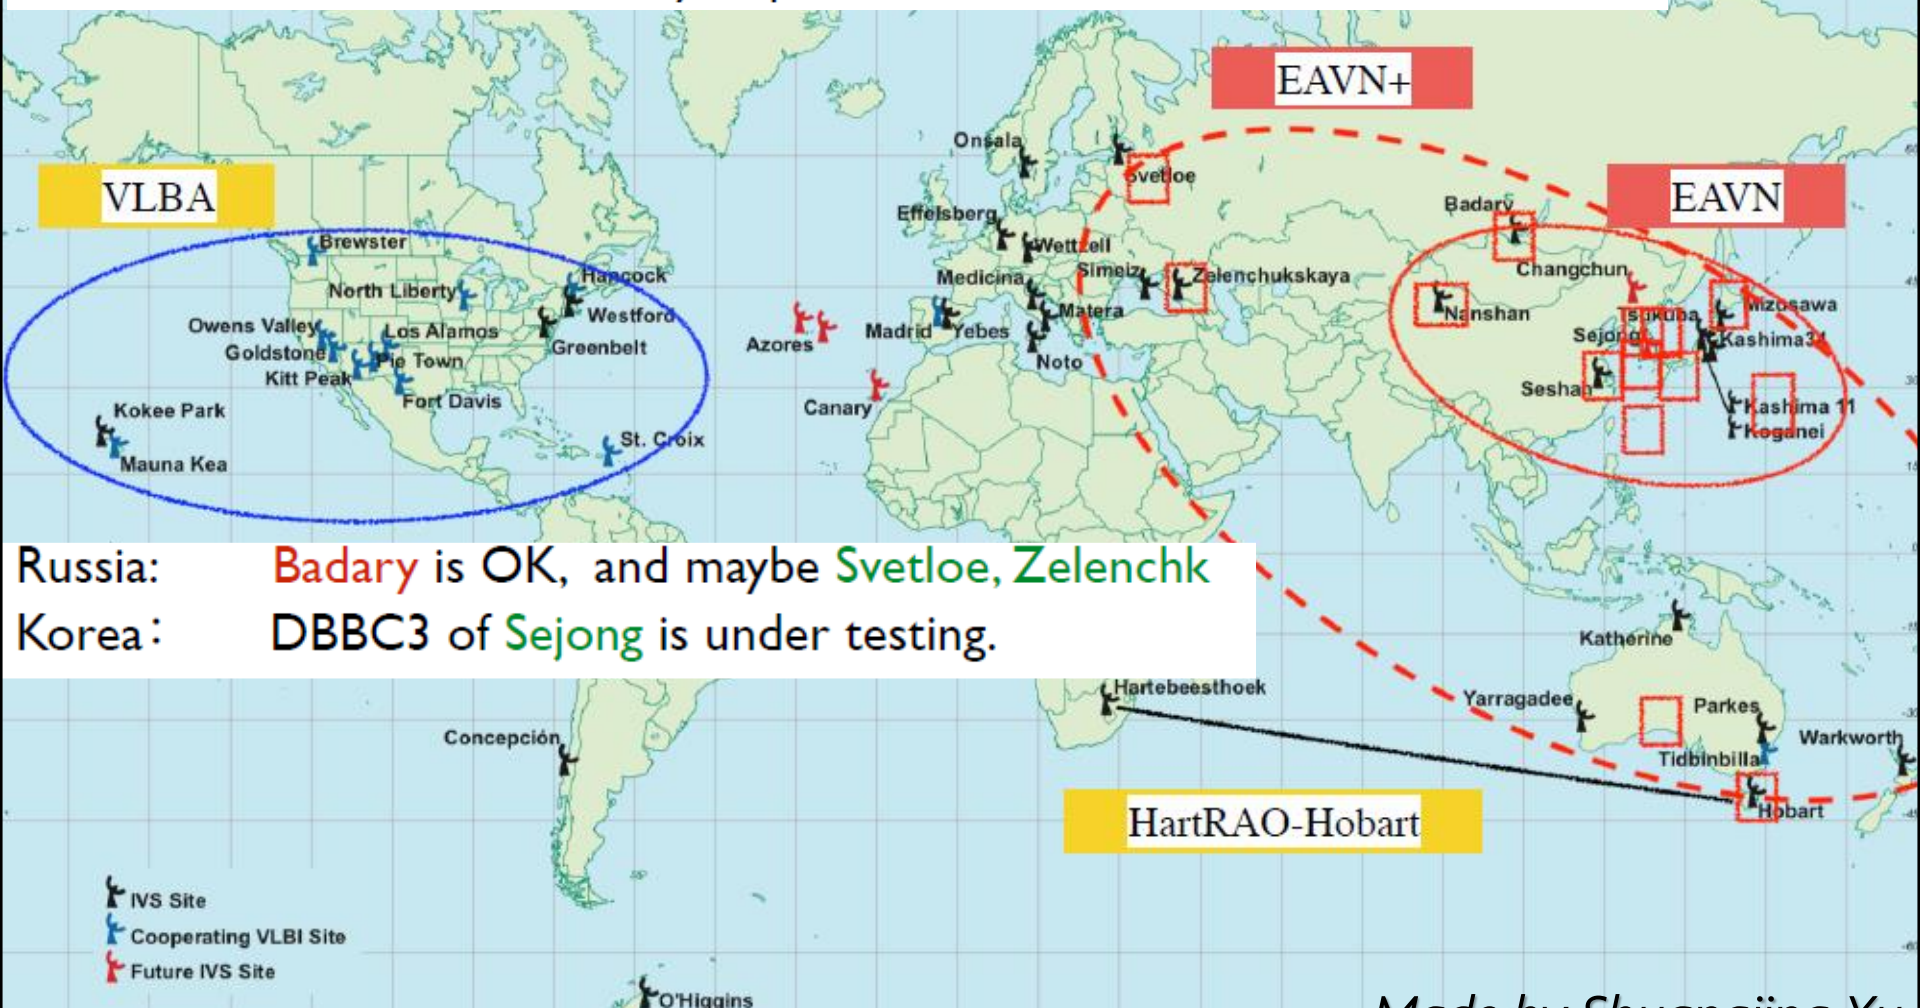 EAVN+
VLBA
EAVN
Onsala
Svetloe
Badary
Effelsberg
Brewster
Wettzell
Hancock
Medicina
Simeiz
Zelenchukskaya
Changchun
North Liberty
Westford
Matera
Nanshan
Tsukuba
Mizosawa
Owens Valley
Los Alamos
Madrid
Yebes
Azores
Sejong
Kashima34
Goldstone
Pie Town
Greenbelt
Noto
Kitt Peak
Fort Davis
Canary
Seshan
Kokee Park
Kashima 11
Koganei
St. Croix
Mauna Kea
Russia: Badary is OK, and maybe Svetloe, Zelenchk
Korea: DBBC3 of Sejong is under testing.
Katherine
Hartebeesthoek
Yarragadee
Parkes
Concepción
Warkworth
Tidbinbilla
HartRAO-Hobart
Hobart
IVS Site
Cooperating VLBI Site
Future IVS Site
O'Higgins